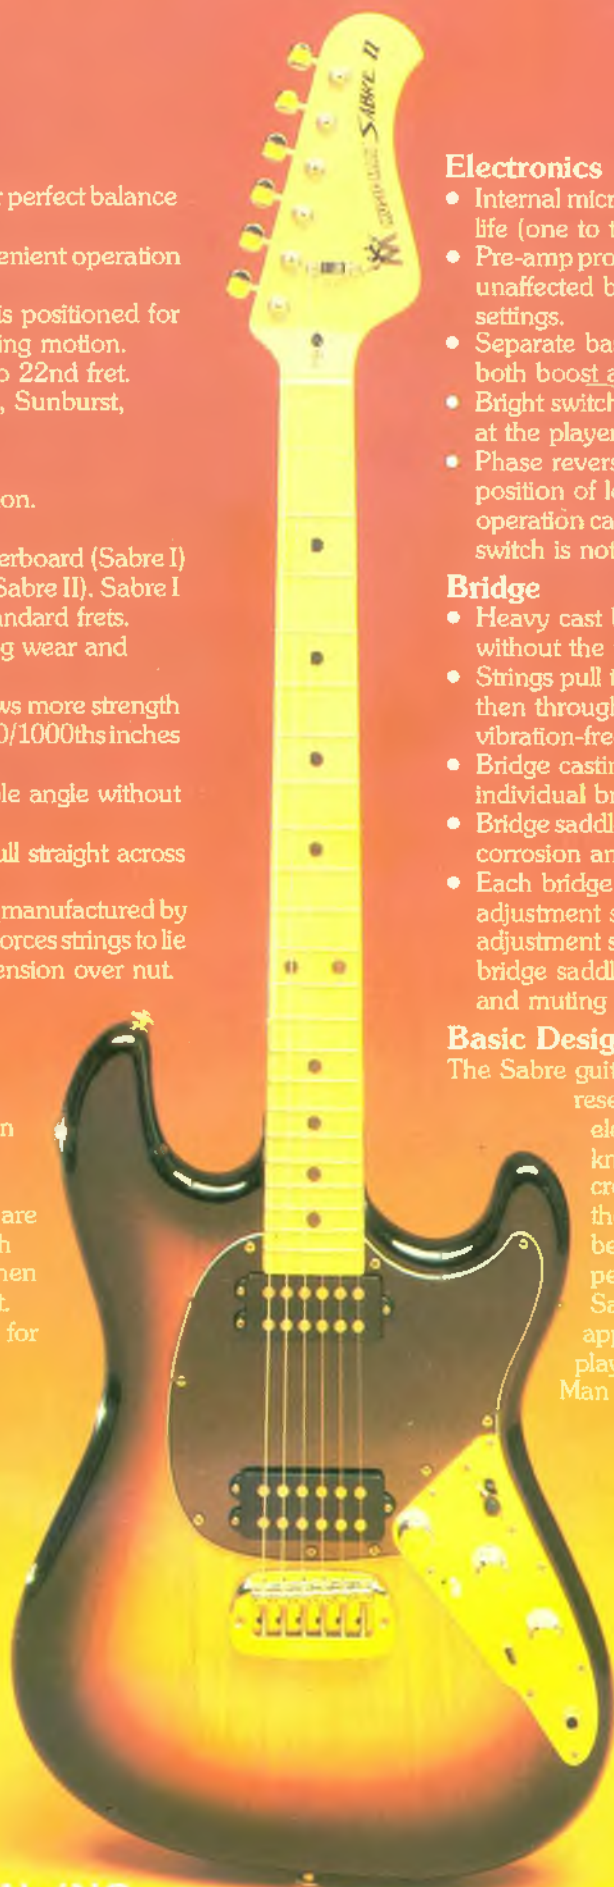 perfect balance
enient operation
is positioned for
ing motion.
o 22nd fret.
, Sunburst,
on.
erboard (Sabre I)
Sabre II). Sabre I
andard frets.
g wear and
ws more strength
0/1000ths inches
le angle without
ull straight across
manufactured by
orces strings to lie
ension over nut.
n
are
h
hen
t.
for
SABRE II
Electronics
Internal micr
life (one to t
Pre-amp pro
unaffected b
settings.
Separate ba
both boost a
Bright switch
at the player
Phase revers
position of l
operation ca
switch is not
Bridge
Heavy cast b
without the
Strings pull t
then through
vibration-fre
Bridge castin
individual br
Bridge saddl
corrosion an
Each bridge
adjustment s
adjustment s
bridge saddl
and muting
Basic Desig
The Sabre guit
rese
ele
kn
cre
th
be
pe
Sa
app
play
Man